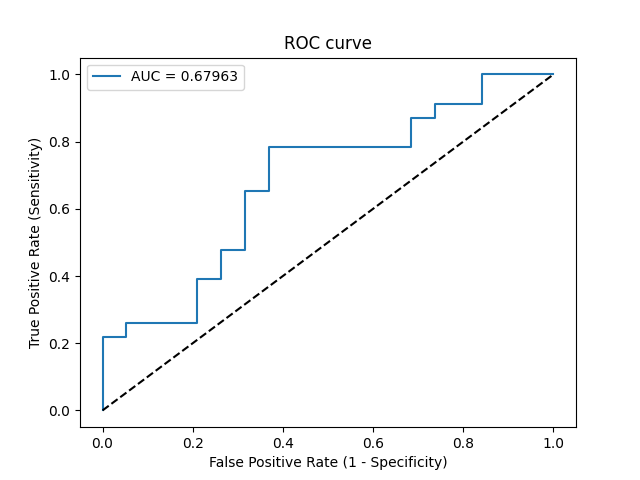 ROC curve
AUC = 0.67963
True Positive Rate (Sensitivity)
1.0
0.8
0.6
0.4
0.2
0.0
0.0 0.2 0.4 0.6 0.8 1.0
False Positive Rate (1 - Specificity)